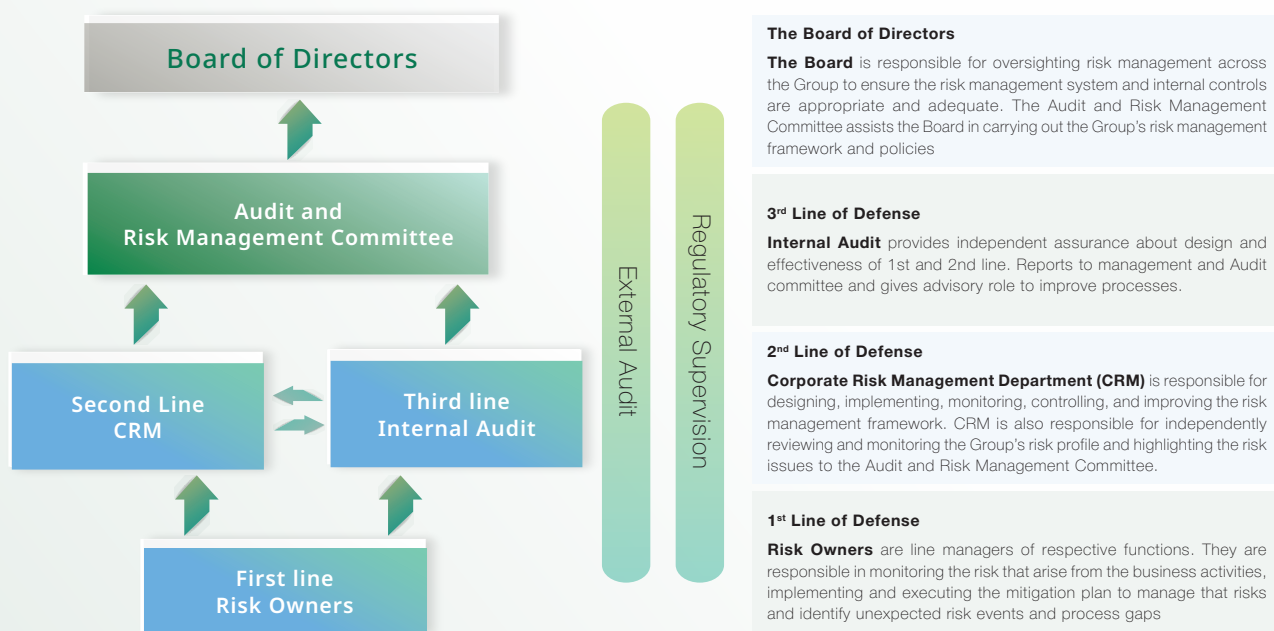 Board of Directors
Audit and
Risk Management Committee
Second Line
CRM
Third line
Internal Audit
First line
Risk Owners
External Audit
Regulatory Supervision
The Board of Directors
The Board is responsible for oversighting risk management across
the Group to ensure the risk management system and internal controls
are appropriate and adequate. The Audit and Risk Management
Committee assists the Board in carrying out the Group's risk management
framework and policies
3rd Line of Defense
Internal Audit provides independent assurance about design and
effectiveness of 1st and 2nd line. Reports to management and Audit
committee and gives advisory role to improve processes.
2nd Line of Defense
Corporate Risk Management Department (CRM) is responsible for
designing, implementing, monitoring, controlling, and improving the risk
management framework. CRM is also responsible for independently
reviewing and monitoring the Group's risk profile and highlighting the risk
issues to the Audit and Risk Management Committee.
1st Line of Defense
Risk Owners are line managers of respective functions. They are
responsible in monitoring the risk that arise from the business activities,
implementing and executing the mitigation plan to manage that risks
and identify unexpected risk events and process gaps